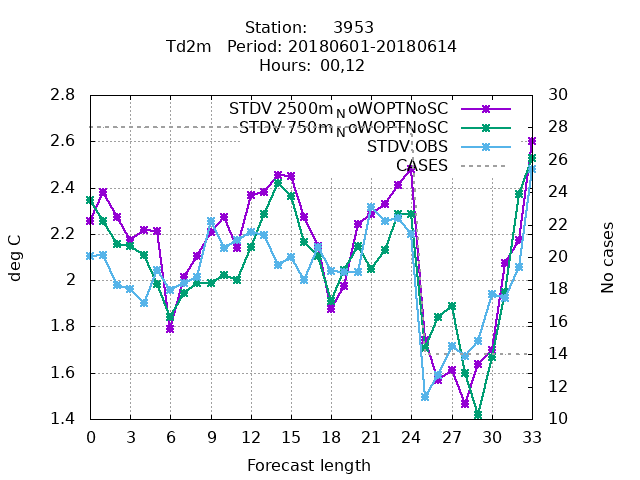 Station: 3953
Td2m Period: 20180601-20180614
Hours: 00,12
STDV 2500mNoWOPTNoSC
STDV 750mNoWOPTNoSC
STDV OBS
CASES
deg C
2.8
2.6
2.4
2.2
2
1.8
1.6
1.4
No cases
30
28
26
24
22
20
18
16
14
12
10
0 3 6 9 12 15 18 21 24 27 30 33
Forecast length